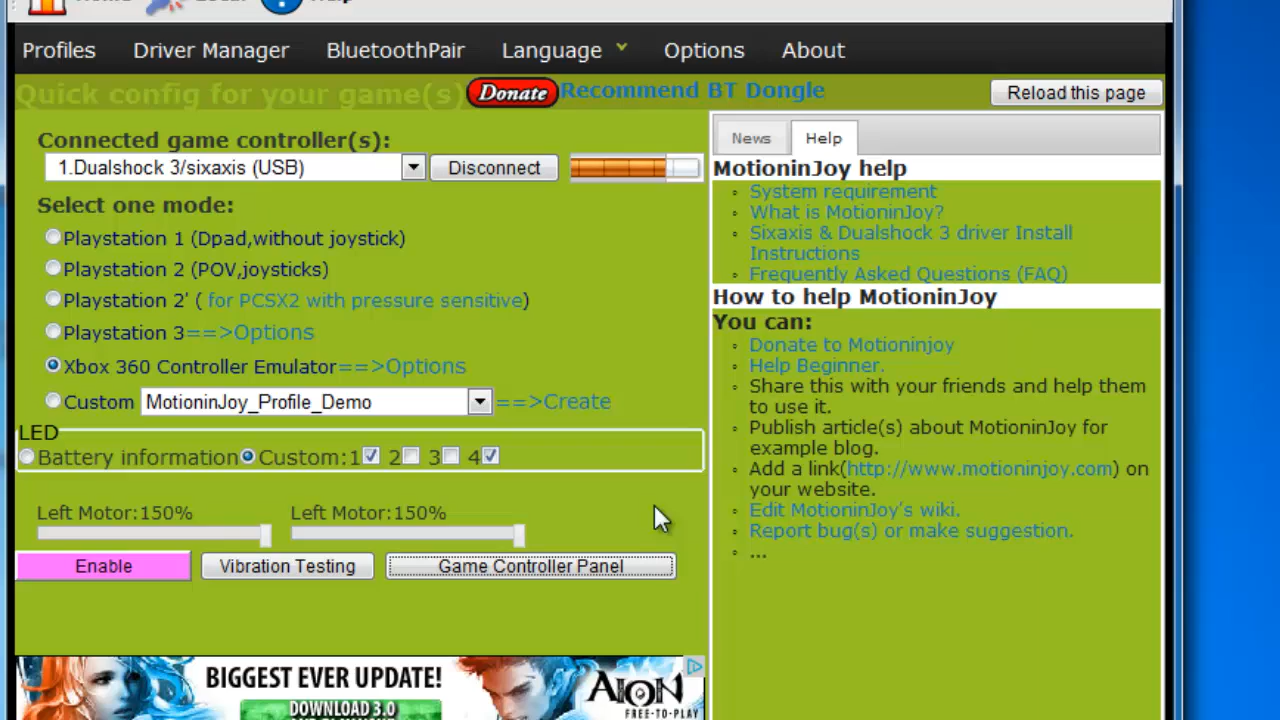 Home Local Help
Profiles Driver Manager BluetoothPair Language Options About
Quick config for your game(s) Donate Recommend BT Dongle Reload this page
Connected game controller(s):
1.Dualshock 3/sixaxis (USB) Disconnect
Select one mode:
Playstation 1 (Dpad,without joystick)
Playstation 2 (POV,joysticks)
Playstation 2' ( for PCSX2 with pressure sensitive)
Playstation 3==>Options
Xbox 360 Controller Emulator==>Options
Custom MotioninJoy_Profile_Demo ==>Create
LED
Battery information Custom:1 2 3 4
Left Motor:150% Left Motor:150%
Enable Vibration Testing Game Controller Panel
News Help
MotioninJoy help
System requirement
What is MotioninJoy?
Sixaxis & Dualshock 3 driver Install
Instructions
Frequently Asked Questions (FAQ)
How to help MotioninJoy
You can:
Donate to Motioninjoy
Help Beginner.
Share this with your friends and help them
to use it.
Publish article(s) about MotioninJoy for
example blog.
Add a link(http://www.motioninjoy.com) on
your website.
Edit MotioninJoy's wiki.
Report bug(s) or make suggestion.
...
BIGGEST EVER UPDATE!
DOWNLOAD 3.0
AION
FREE-TO-PLAY